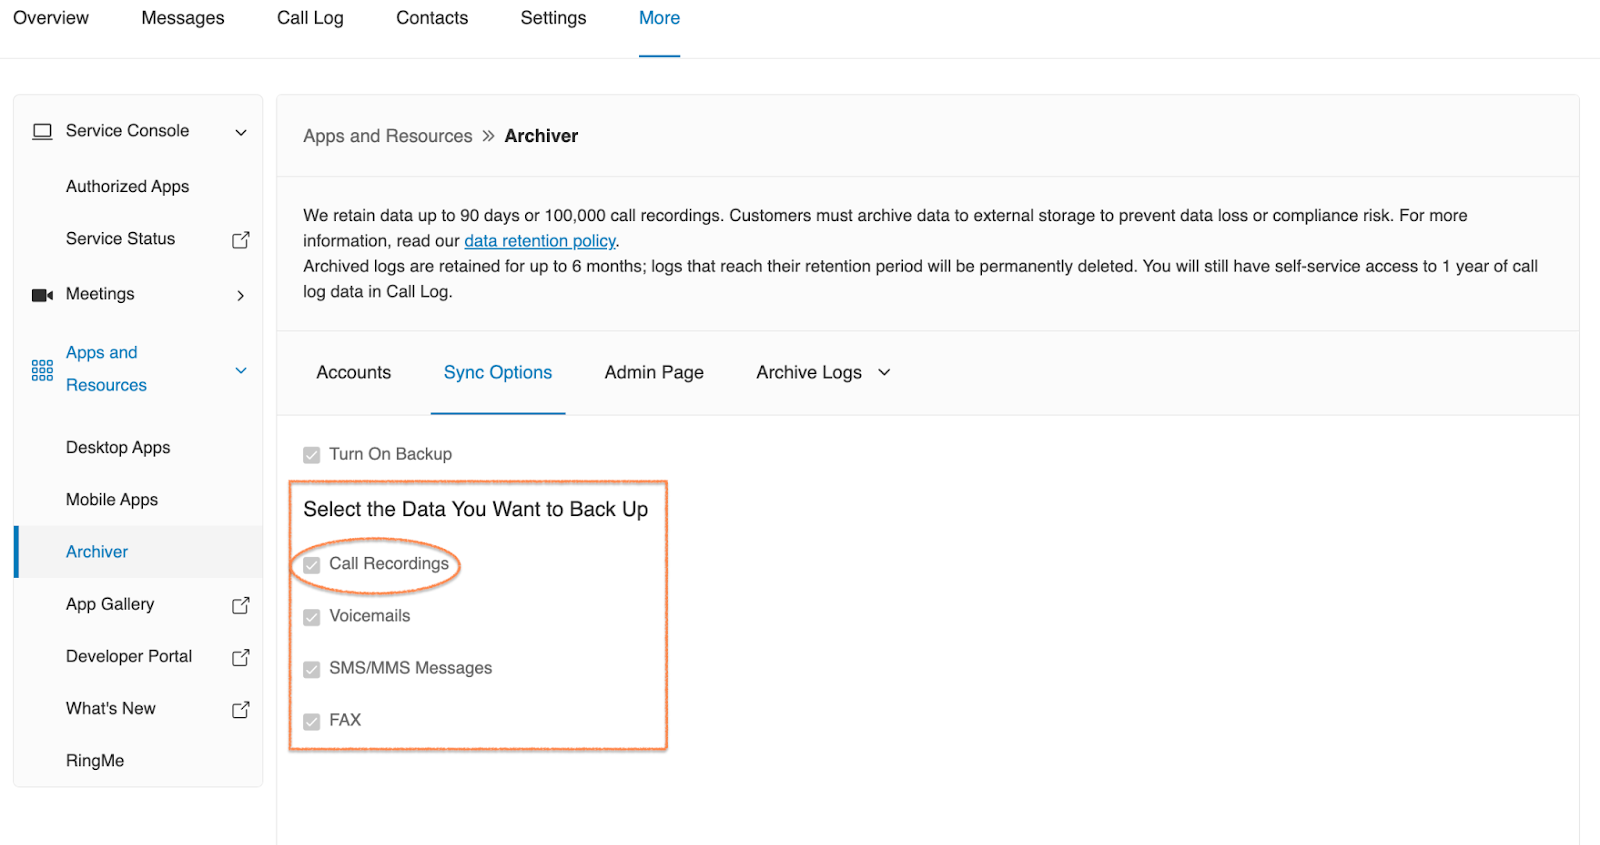 Overview Messages Call Log Contacts Settings More
Service Console
Authorized Apps
Service Status
Meetings
Apps and
Resources
Desktop Apps
Mobile Apps
Archiver
App Gallery
Developer Portal
What's New
RingMe
Apps and Resources » Archiver
We retain data up to 90 days or 100,000 call recordings. Customers must archive data to external storage to prevent data loss or compliance risk. For more
information, read our data retention policy.
Archived logs are retained for up to 6 months; logs that reach their retention period will be permanently deleted. You will still have self-service access to 1 year of call
log data in Call Log.
Accounts Sync Options Admin Page Archive Logs
Turn On Backup
Select the Data You Want to Back Up
Call Recordings
Voicemails
SMS/MMS Messages
FAX